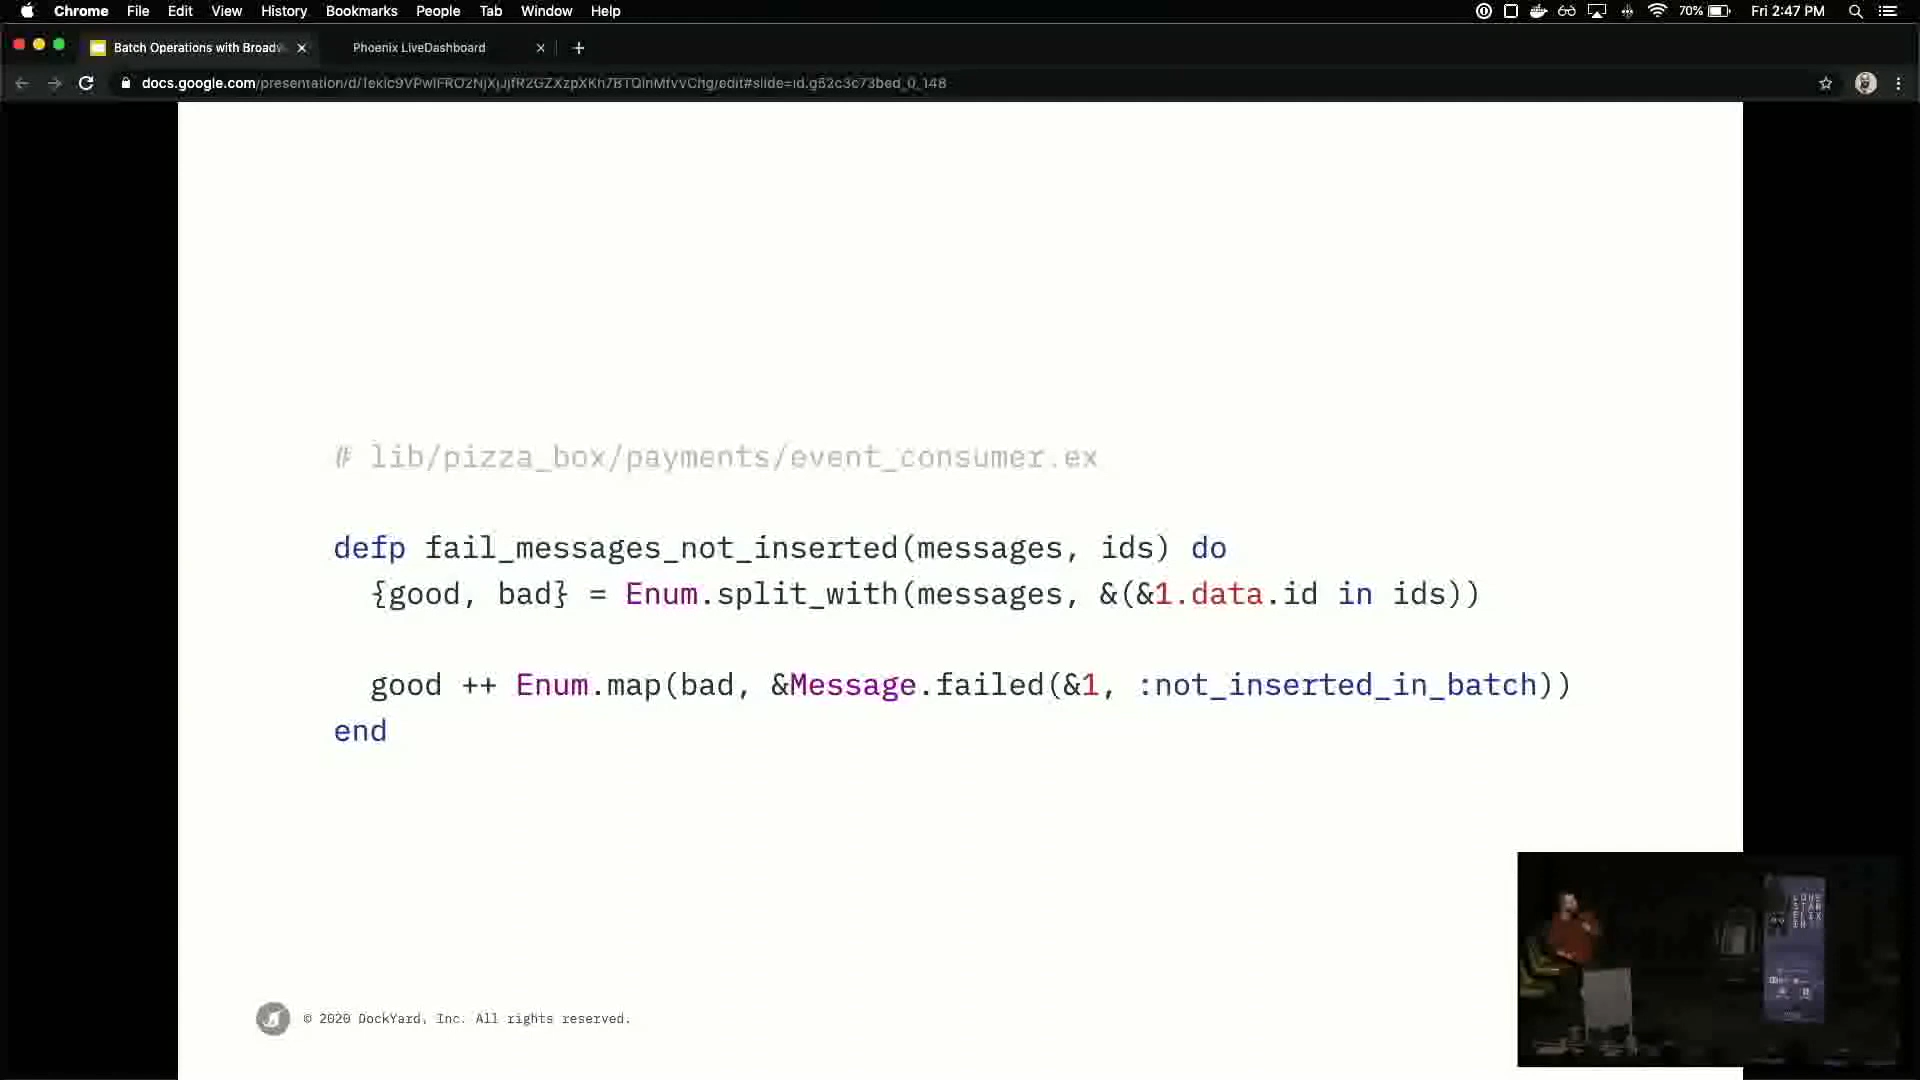 Chrome File Edit View History Bookmarks People Tab Window Help 70% Fri 2:47 PM
Batch Operations with Broadw Phoenix LiveDashboard
docs.google.com
# lib/pizza_box/payments/event_consumer.ex
defp fail_messages_not_inserted(messages, ids) do
{good, bad} = Enum.split_with(messages, &(&1.data.id in ids))
good ++ Enum.map(bad, &Message.failed(&1, :not_inserted_in_batch))
end
© 2020 DockYard, Inc. All rights reserved.